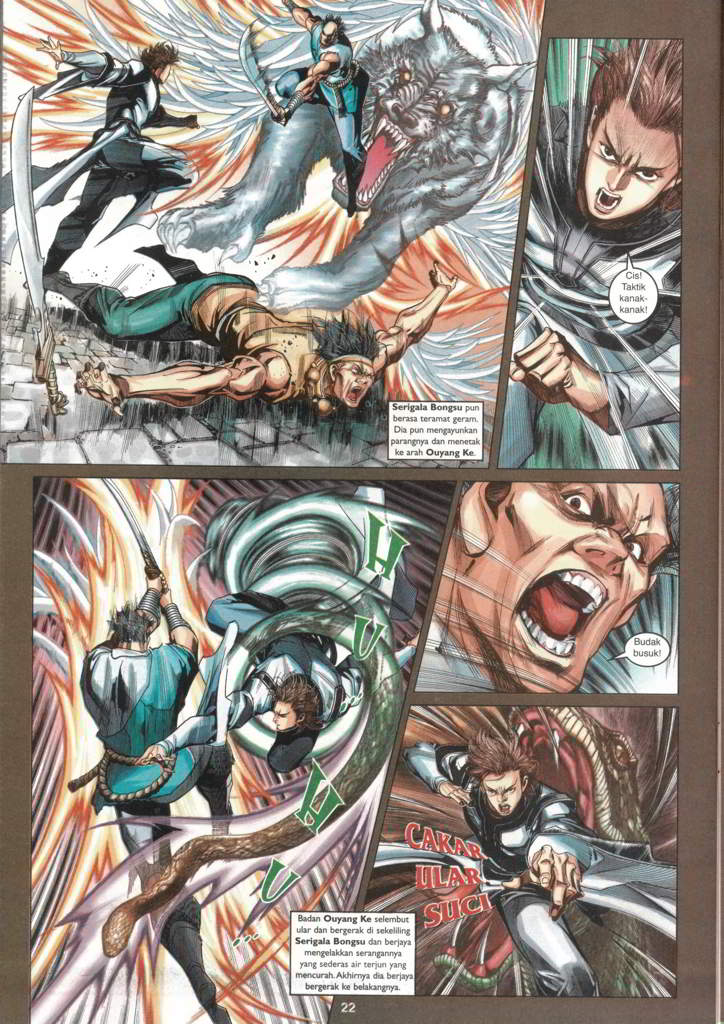 Serigala Bongsu pun
berasa teramat geram.
Dia pun mengayunkan
parangnya dan menetak
ke arah Ouyang Ke.
Cis!
Taktik
kanak-
kanak!
H
U
H
U
Budak
busuk!
CAKAR
ULAR
SUCI
Badan Ouyang Ke selembut
ular dan bergerak di sekeliling
Serigala Bongsu dan berjaya
mengelakkan serangannya
yang sederas air terjun yang
mencurah. Akhirnya dia berjaya
bergerak ke belakangnya.
22